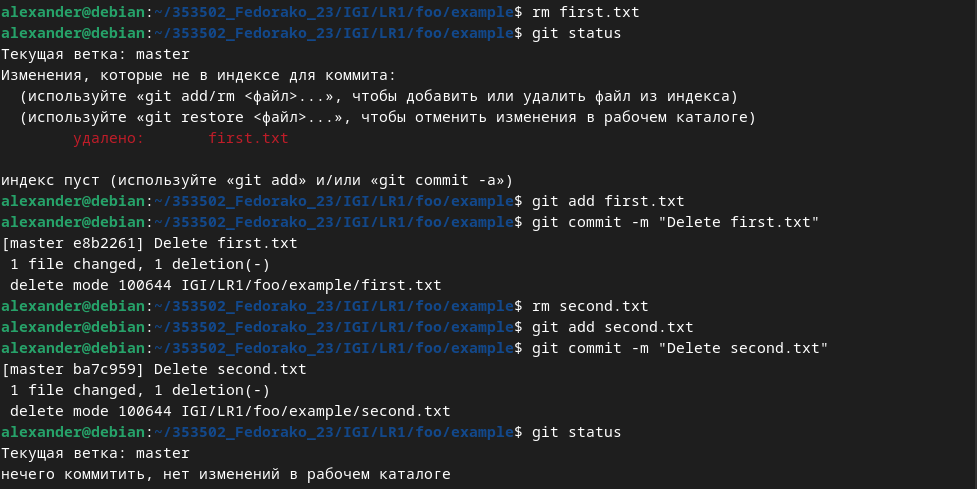 alexander@debian:~/353502_Fedorako_23/IGI/LR1/foo/example$ rm first.txt
alexander@debian:~/353502_Fedorako_23/IGI/LR1/foo/example$ git status
Текущая ветка: master
Изменения, которые не в индексе для коммита:
  (используйте «git add/rm <файл>...», чтобы добавить или удалить файл из индекса)
  (используйте «git restore <файл>...», чтобы отменить изменения в рабочем каталоге)
        удалено:       first.txt

индекс пуст (используйте «git add» и/или «git commit -a»)
alexander@debian:~/353502_Fedorako_23/IGI/LR1/foo/example$ git add first.txt
alexander@debian:~/353502_Fedorako_23/IGI/LR1/foo/example$ git commit -m "Delete first.txt"
[master e8b2261] Delete first.txt
 1 file changed, 1 deletion(-)
 delete mode 100644 IGI/LR1/foo/example/first.txt
alexander@debian:~/353502_Fedorako_23/IGI/LR1/foo/example$ rm second.txt
alexander@debian:~/353502_Fedorako_23/IGI/LR1/foo/example$ git add second.txt
alexander@debian:~/353502_Fedorako_23/IGI/LR1/foo/example$ git commit -m "Delete second.txt"
[master ba7c959] Delete second.txt
 1 file changed, 1 deletion(-)
 delete mode 100644 IGI/LR1/foo/example/second.txt
alexander@debian:~/353502_Fedorako_23/IGI/LR1/foo/example$ git status
Текущая ветка: master
нечего коммитить, нет изменений в рабочем каталоге